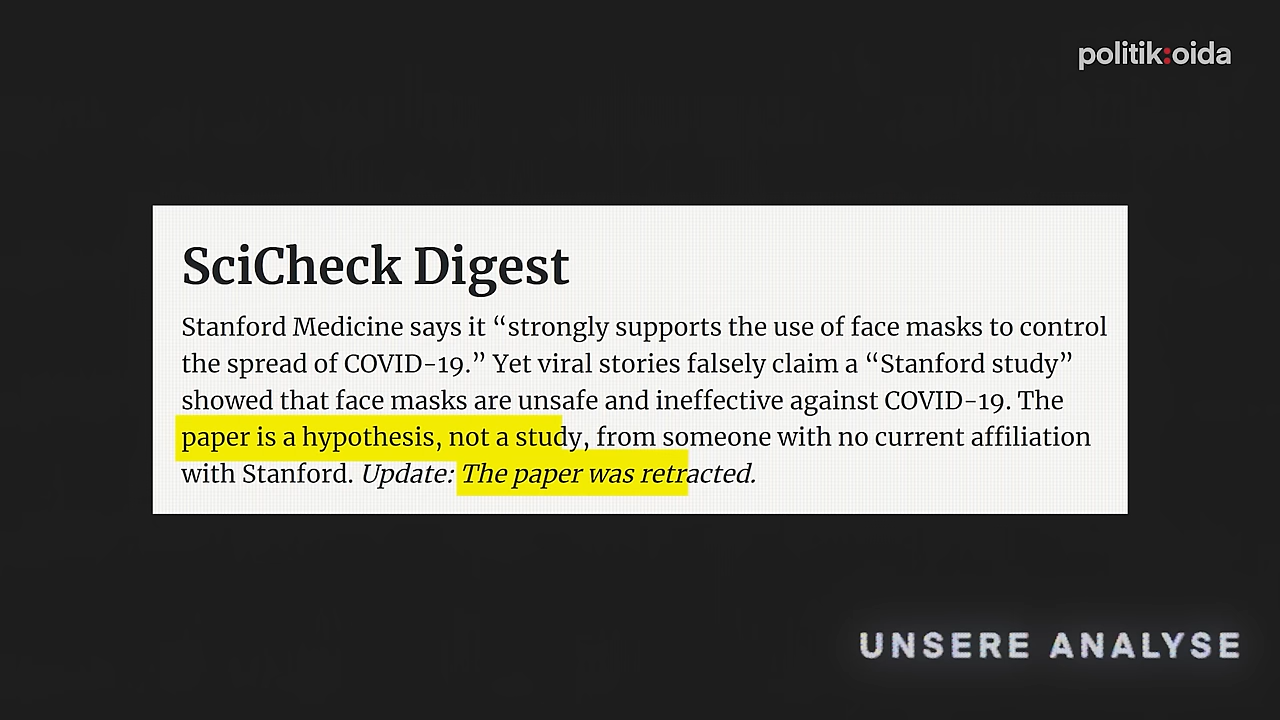 politik:oida
SciCheck Digest
Stanford Medicine says it “strongly supports the use of face masks to control
the spread of COVID-19.” Yet viral stories falsely claim a “Stanford study”
showed that face masks are unsafe and ineffective against COVID-19. The
paper is a hypothesis, not a study, from someone with no current affiliation
with Stanford. Update: The paper was retracted.
UNSERE ANALYSE